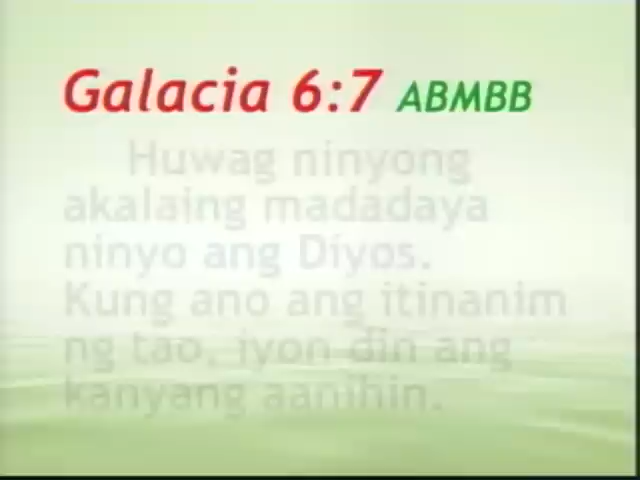 Galacia 6:7 ABMBB
Huwag ninyong
akalaing madadaya
ninyo ang Diyos.
Kung ano ang itinanim
ng tao, iyon din ang
kanyang aanihin.